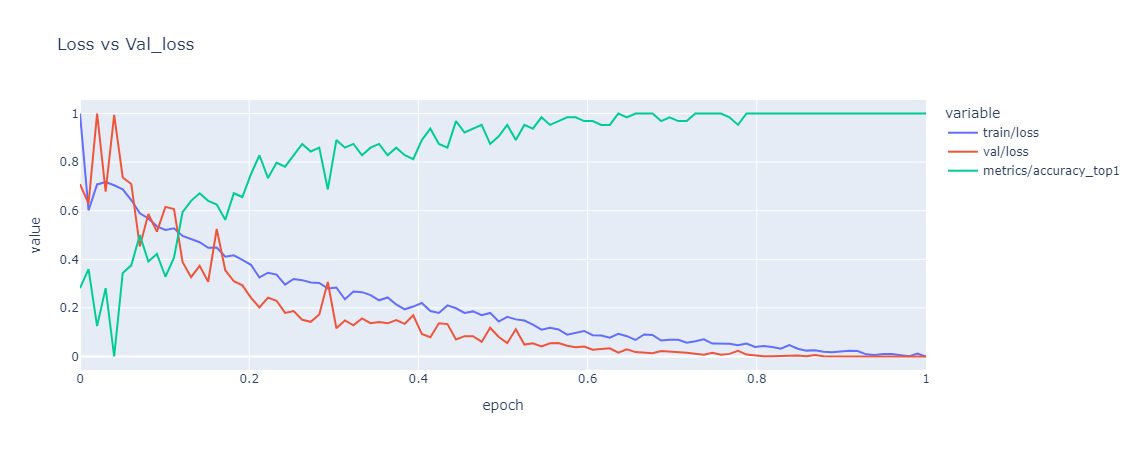 Loss vs Val_loss
variable
train/loss
val/loss
metrics/accuracy_top1
value
1
0.8
0.6
0.4
0.2
0
0
0.2
0.4
0.6
0.8
1
epoch